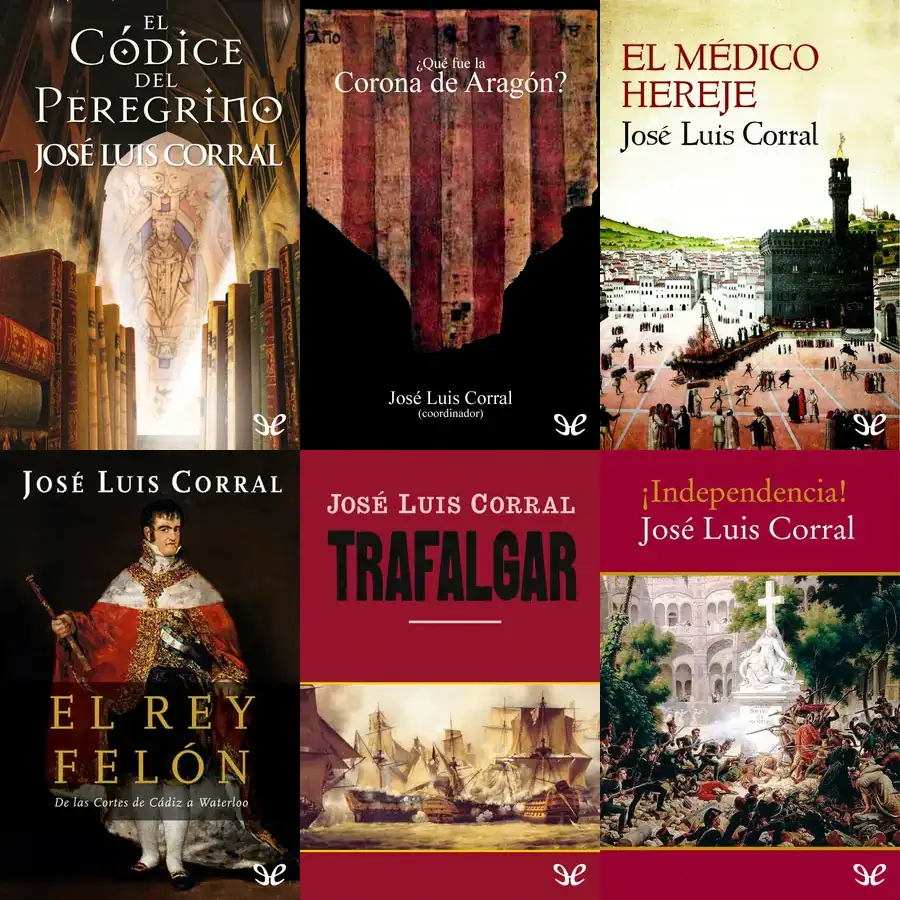 EL
CÓDICE
DEL
PEREGRINO
JOSÉ LUIS CORRAL
¿Qué fue la
Corona de Aragón?
José Luis Corral
(coordinador)
EL MÉDICO
HEREJE
José Luis Corral
JOSÉ LUIS CORRAL
EL REY
FELÓN
De las Cortes de Cádiz a Waterloo
JOSÉ LUIS CORRAL
TRAFALGAR
¡Independencia!
José Luis Corral